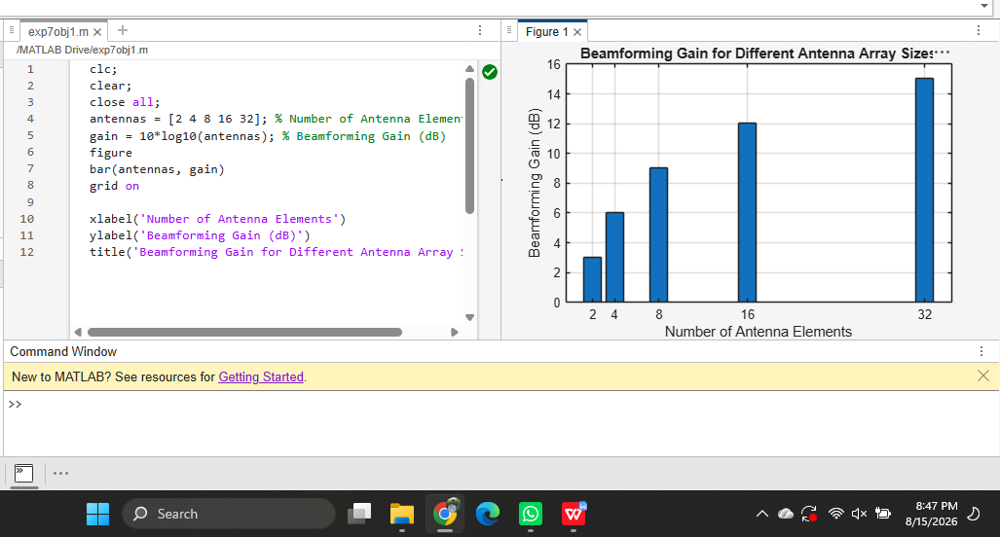 exp7obj1.m
/MATLAB Drive/exp7obj1.m
1 clc;
2 clear;
3 close all;
4 antennas = [2 4 8 16 32]; % Number of Antenna Elemen
5 gain = 10*log10(antennas); % Beamforming Gain (dB)
6 figure
7 bar(antennas, gain)
8 grid on
9
10 xlabel('Number of Antenna Elements')
11 ylabel('Beamforming Gain (dB)')
12 title('Beamforming Gain for Different Antenna Array
Figure 1
Beamforming Gain for Different Antenna Array Sizes
16
14
12
10
8
6
4
2
0
Beamforming Gain (dB)
2 4 8 16 32
Number of Antenna Elements
Command Window
New to MATLAB? See resources for Getting Started.
>>
Search
8:47 PM
8/15/2026